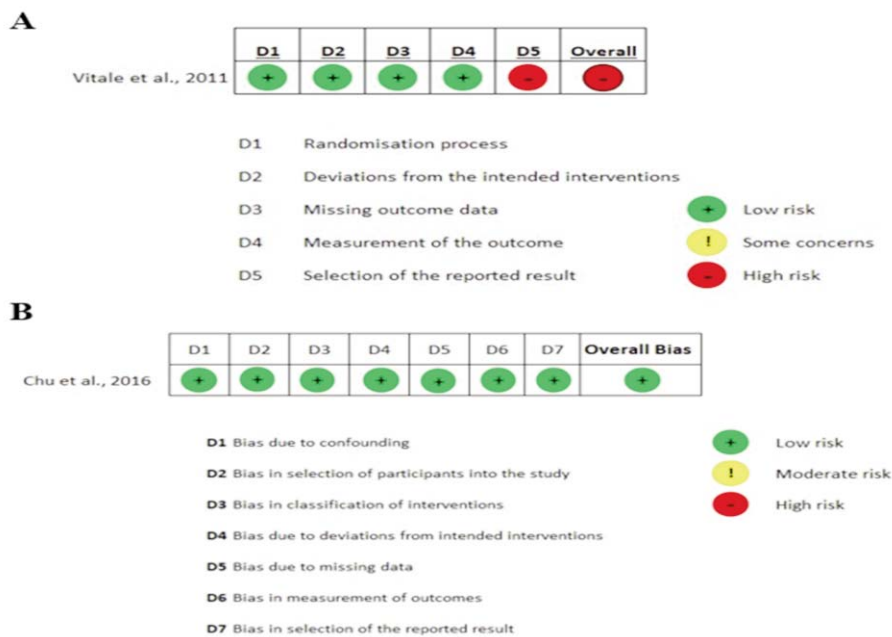 A
D1 D2 D3 D4 D5 Overall
Vitale et al., 2011 + + + + - -
D1 Randomisation process
D2 Deviations from the intended interventions
D3 Missing outcome data + Low risk
D4 Measurement of the outcome ! Some concerns
D5 Selection of the reported result - High risk
B
D1 D2 D3 D4 D5 D6 D7 Overall Bias
Chu et al., 2016 + + + + + + + +
D1 Bias due to confounding + Low risk
D2 Bias in selection of participants into the study ! Moderate risk
D3 Bias in classification of interventions - High risk
D4 Bias due to deviations from intended interventions
D5 Bias due to missing data
D6 Bias in measurement of outcomes
D7 Bias in selection of the reported result